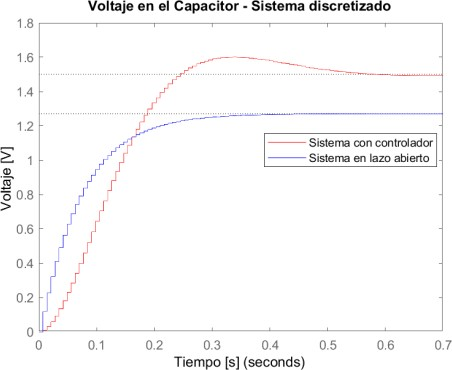 Voltaje en el Capacitor - Sistema discretizado
1.8
1.6
1.4
1.2
1
0.8
0.6
0.4
0.2
0
Voltaje [V]
Sistema con controlador
Sistema en lazo abierto
0 0.1 0.2 0.3 0.4 0.5 0.6 0.7
Tiempo [s] (seconds)